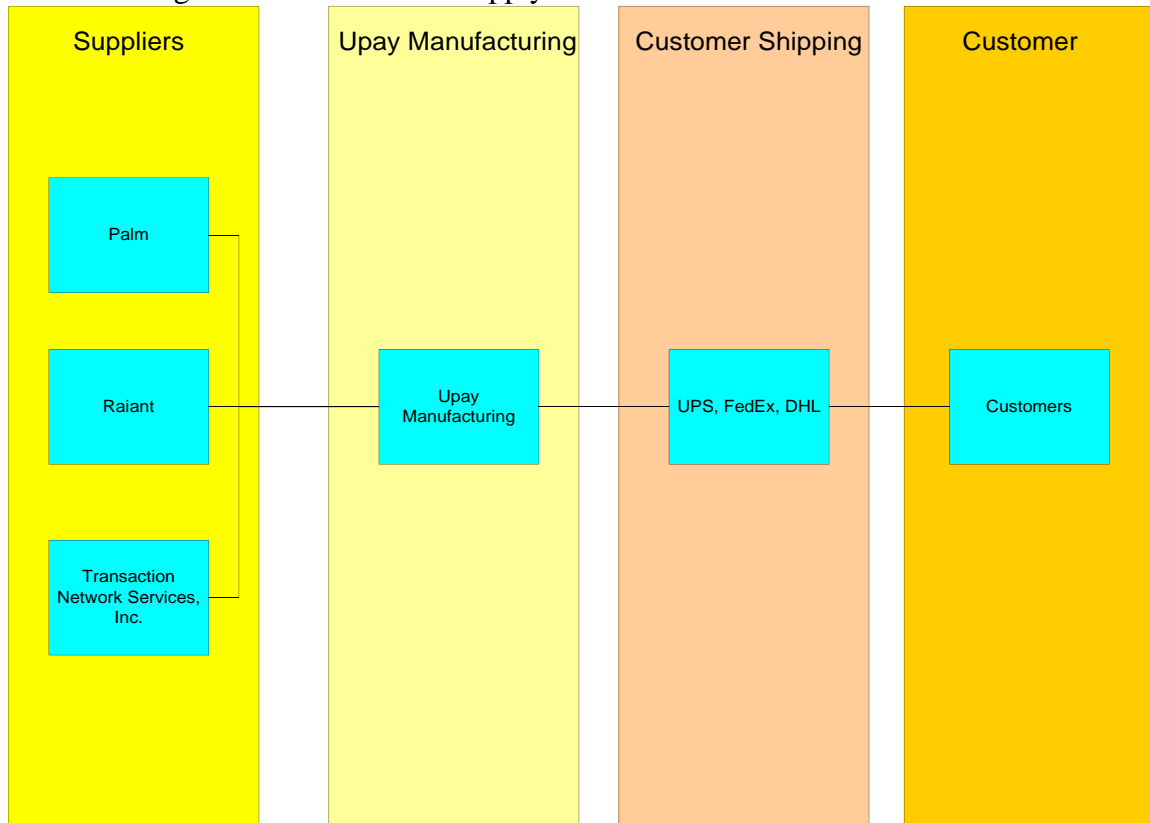 Suppliers
Upay Manufacturing
Customer Shipping
Customer
Palm
Raiant
Upay
Manufacturing
UPS, FedEx, DHL
Customers
Transaction
Network Services,
Inc.